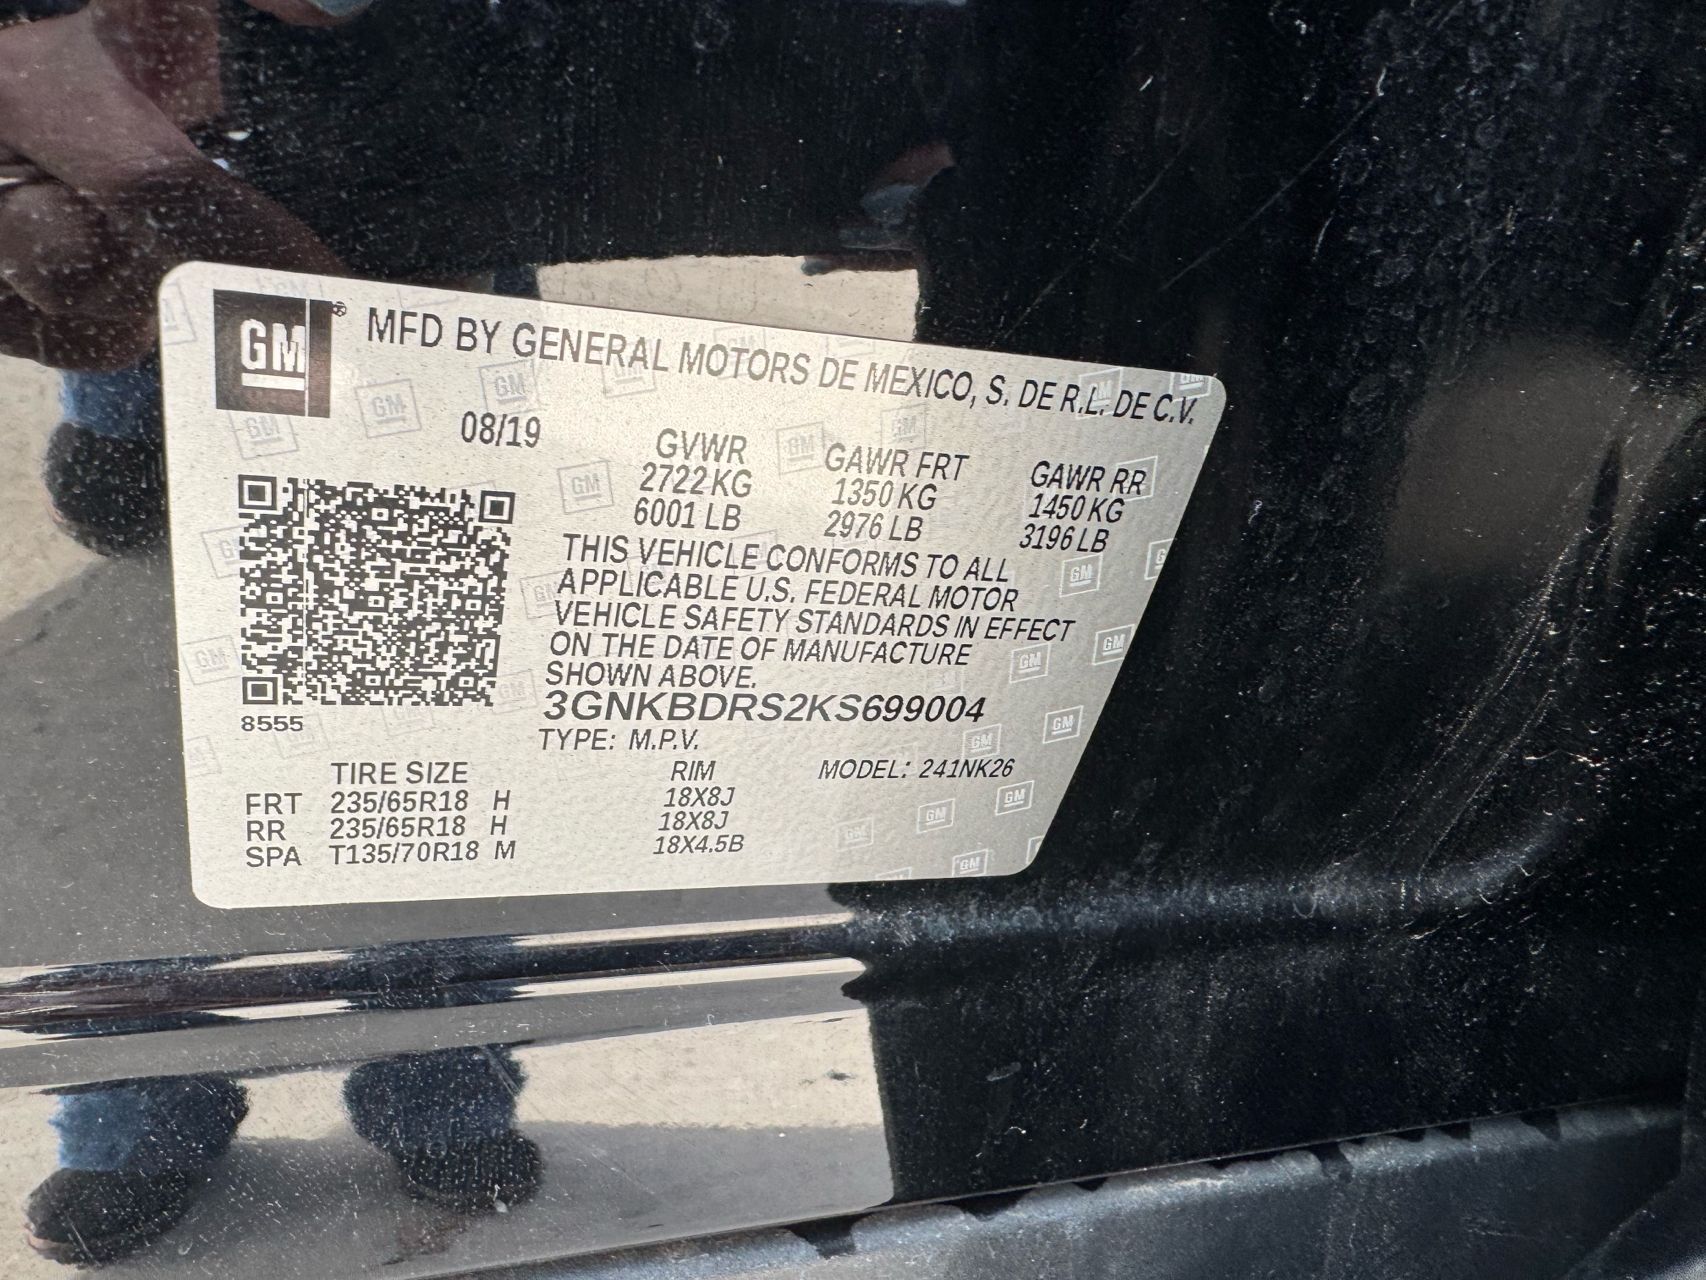 GM® MFD BY GENERAL MOTORS DE MEXICO, S. DE R.L. DE C.V.
08/19
GVWR GAWR FRT GAWR RR
2722 KG 1350 KG 1450 KG
6001 LB 2976 LB 3196 LB
THIS VEHICLE CONFORMS TO ALL
APPLICABLE U.S. FEDERAL MOTOR
VEHICLE SAFETY STANDARDS IN EFFECT
ON THE DATE OF MANUFACTURE
SHOWN ABOVE.
3GNKBDRS2KS699004
8555
TYPE: M.P.V.
TIRE SIZE RIM MODEL: 241NK26
FRT 235/65R18 H 18X8J
RR 235/65R18 H 18X8J
SPA T135/70R18 M 18X4.5B